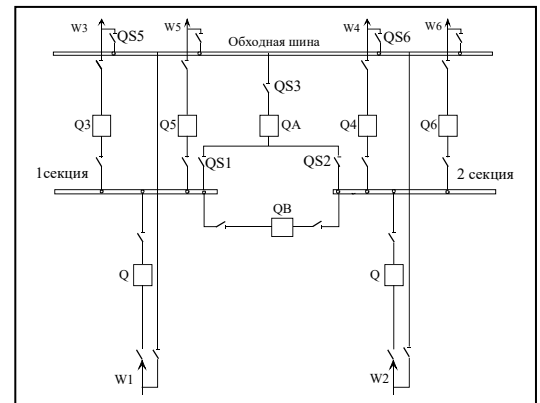 W3 QS5 W5 W4 QS6 W6
Обходная шина
QS3
Q3 Q5 QA Q4 Q6
QS1 QS2
1секция 2 секция
QB
Q Q
W1 W2